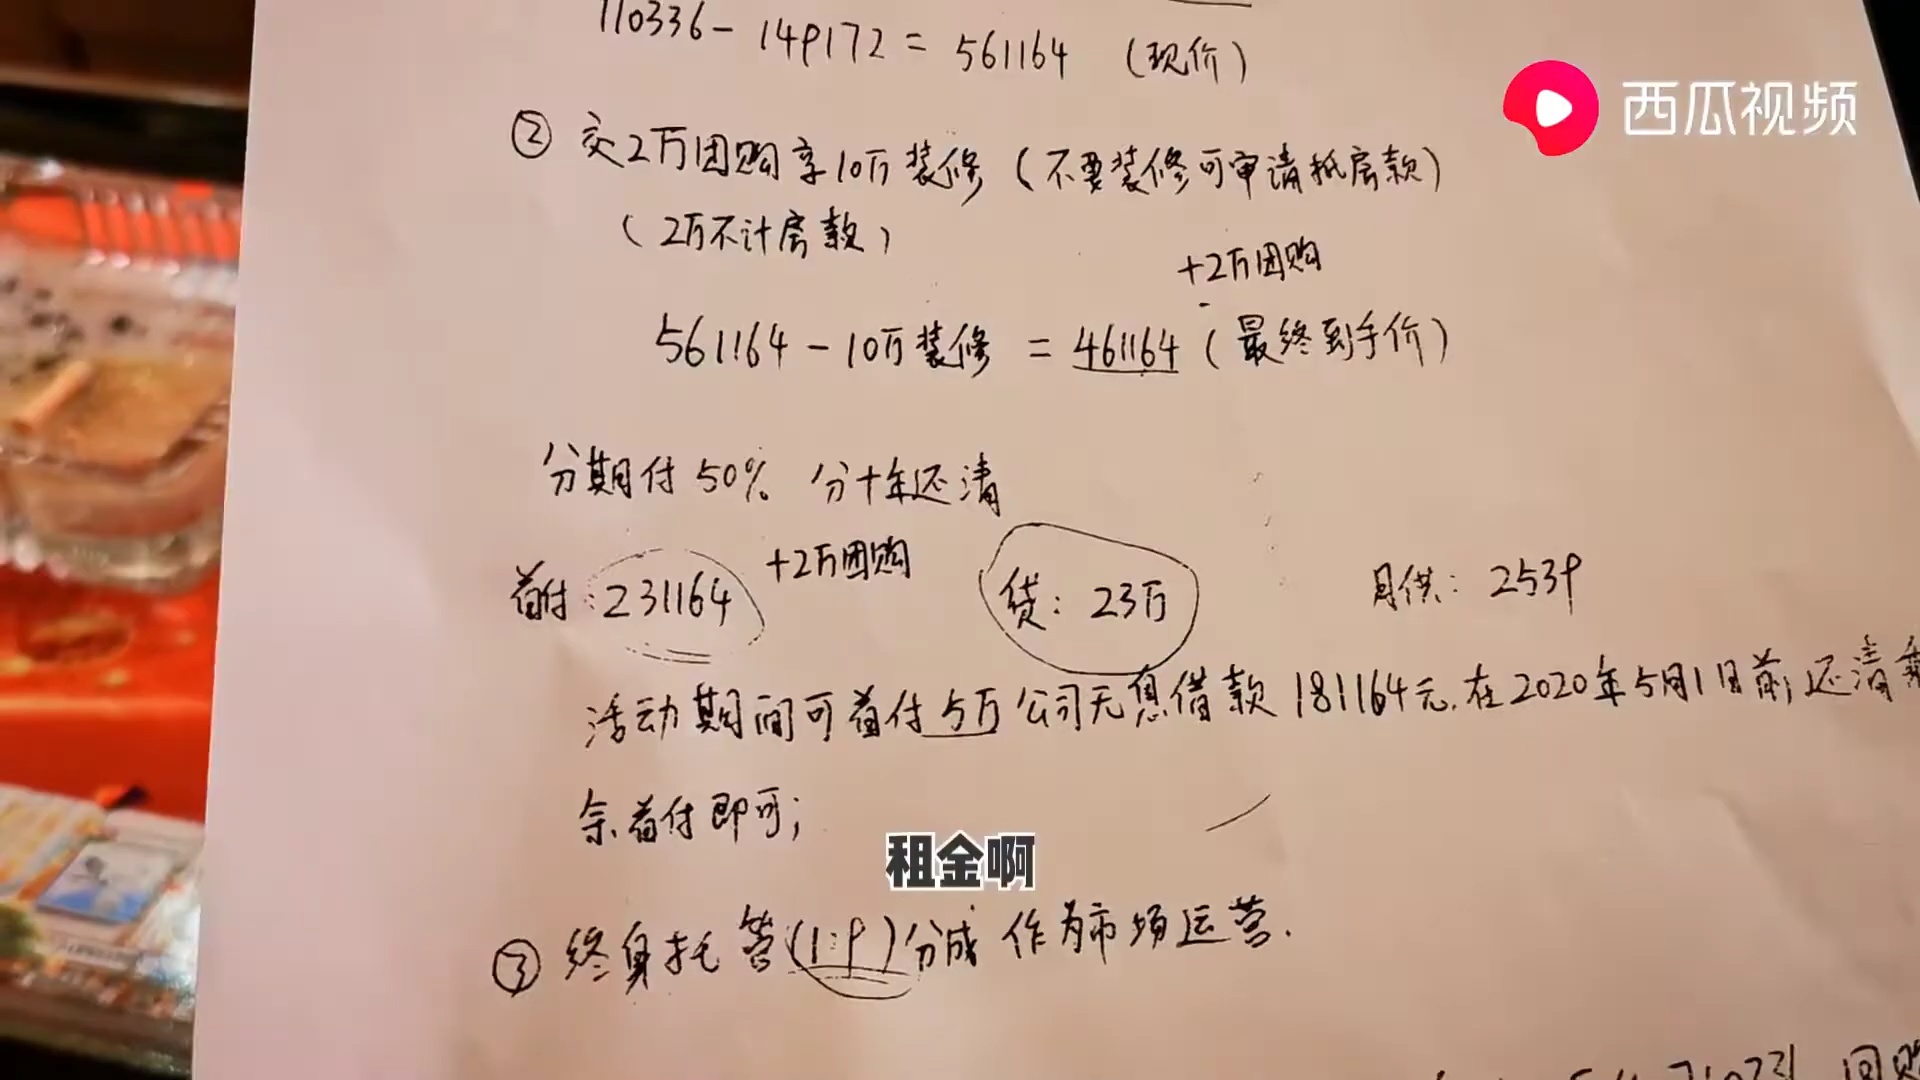 110336-149172=561164 (现价)
西瓜视频
② 交2万团购享10万装修(不要装修可申请抵房款)
(2万不计房款)
+2万团购
561164-10万装修=461164(最终到手价)
分期付50% 分十年还清
首付:231164 +2万团购 贷:23万 月供:2539
活动期间可首付5万公司无息借款181164元.在2020年5月1日前还清剩
余首付即可;
租金啊
③ 终身托管(1:9)分成作为市场运营.